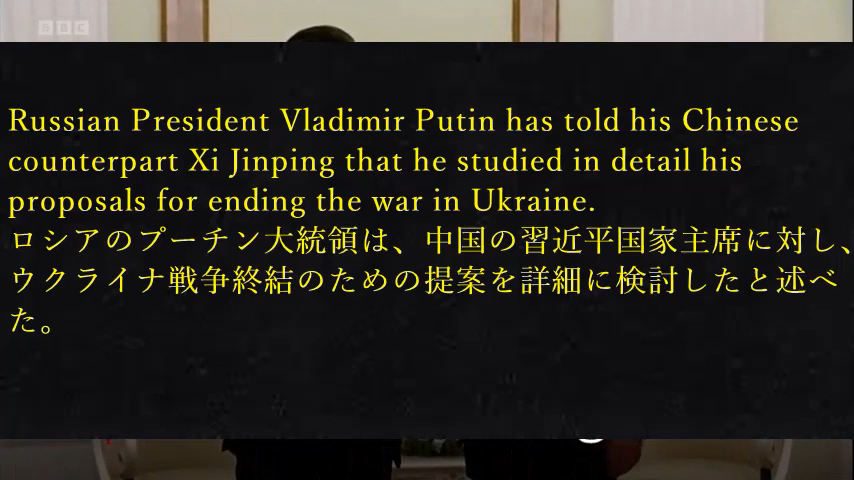 BBC
Russian President Vladimir Putin has told his Chinese
counterpart Xi Jinping that he studied in detail his
proposals for ending the war in Ukraine.
ロシアのプーチン大統領は、中国の習近平国家主席に対し、
ウクライナ戦争終結のための提案を詳細に検討したと述べ
た。